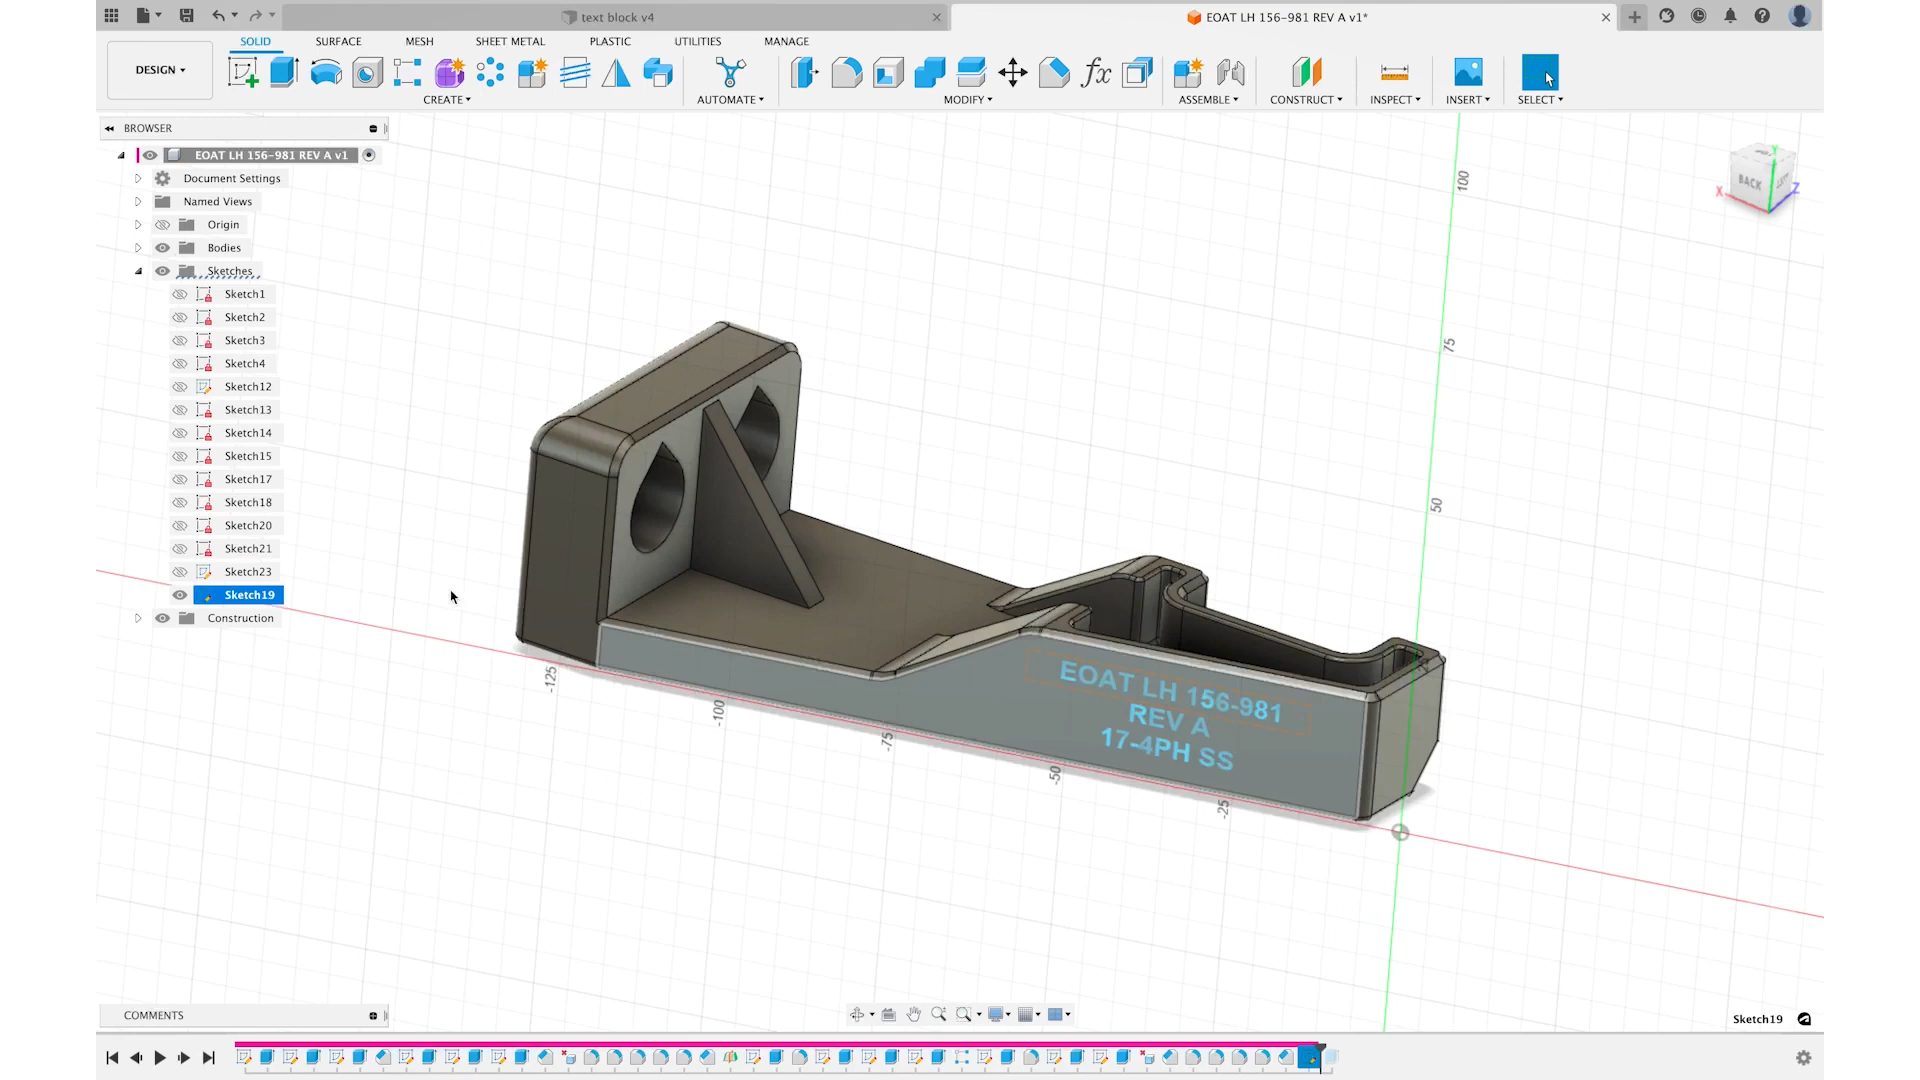 text block v4
EOAT LH 156-981 REV A v1*
DESIGN
SOLID
SURFACE
MESH
SHEET METAL
PLASTIC
UTILITIES
MANAGE
CREATE
AUTOMATE
fx
MODIFY
ASSEMBLE
CONSTRUCT
INSPECT
INSERT
SELECT
BROWSER
EOAT LH 156-981 REV A v1
Document Settings
Named Views
Origin
Bodies
Sketches
Sketch1
Sketch2
Sketch3
Sketch4
Sketch12
Sketch13
Sketch14
Sketch15
Sketch17
Sketch18
Sketch20
Sketch21
Sketch23
Sketch19
Construction
BACK
LEFT
X
Y
Z
100
75
50
-125
-100
-75
-50
-25
EOAT LH 156-981
REV A
17-4PH SS
COMMENTS
Sketch19